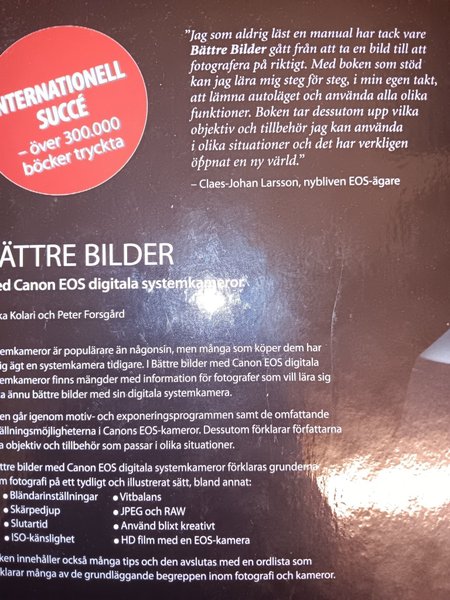 "Jag som aldrig läst en manual har tack vare
Bättre Bilder gått från att ta en bild till att
fotografera på riktigt. Med boken som stöd
kan jag lära mig steg för steg, i min egen takt,
att lämna autoläget och använda alla olika
funktioner. Boken tar dessutom upp vilka
objektiv och tillbehör jag kan använda
i olika situationer och det har verkligen
öppnat en ny värld."
– Claes-Johan Larsson, nybliven EOS-ägare
NTERNATIONELL
SUCCÉ
– över 300.000
böcker tryckta
ÄTTRE BILDER
ed Canon EOS digitala systemkameror
ka Kolari och Peter Forsgård
temkameror är populärare än någonsin, men många som köper dem har
ig ägt en systemkamera tidigare. I Bättre bilder med Canon EOS digitala
temkameror finns mängder med information för fotografer som vill lära sig
a ännu bättre bilder med sin digitala systemkamera.
en går igenom motiv- och exponeringsprogrammen samt de omfattande
ällningsmöjligheterna i Canons EOS-kameror. Dessutom förklarar författarna
a objektiv och tillbehör som passar i olika situationer.
ttre bilder med Canon EOS digitala systemkameror förklaras grunderna
m fotografi på ett tydligt och illustrerat sätt, bland annat:
• Bländarinställningar
• Skärpedjup
• Slutartid
• ISO-känslighet
• Vitbalans
• JPEG och RAW
• Använd blixt kreativt
• HD film med en EOS-kamera
ken innehåller också många tips och den avslutas med en ordlista som
klarar många av de grundläggande begreppen inom fotografi och kameror.